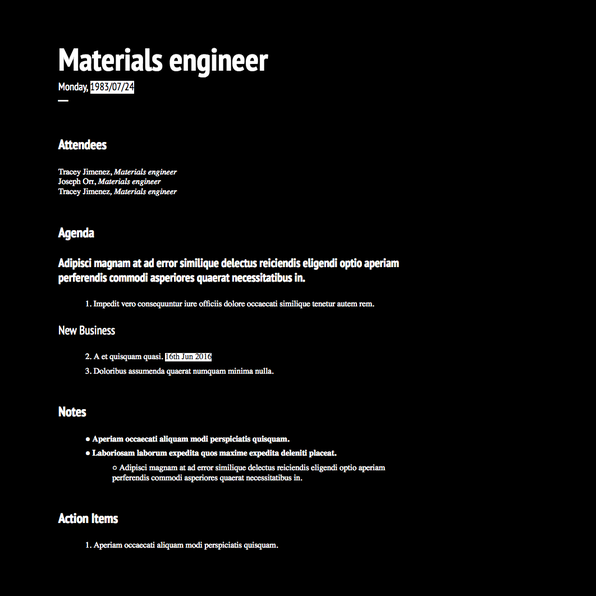 Materials engineer
Monday, 1983/07/24
Attendees
Tracey Jimenez, Materials engineer
Joseph Orr, Materials engineer
Tracey Jimenez, Materials engineer
Agenda
Adipisci magnam at ad error similique delectus reiciendis eligendi optio aperiam
perferendis commodi asperiores quaerat necessitatibus in.
1. Impedit vero consequuntur iure officiis dolore occaecati similique tenetur autem rem.
New Business
2. A et quisquam quasi. 16th Jun 2016
3. Doloribus assumenda quaerat numquam minima nulla.
Notes
● Aperiam occaecati aliquam modi perspiciatis quisquam.
● Laboriosam laborum expedita quos maxime expedita deleniti placeat.
○ Adipisci magnam at ad error similique delectus reiciendis eligendi optio aperiam
perferendis commodi asperiores quaerat necessitatibus in.
Action Items
1. Aperiam occaecati aliquam modi perspiciatis quisquam.